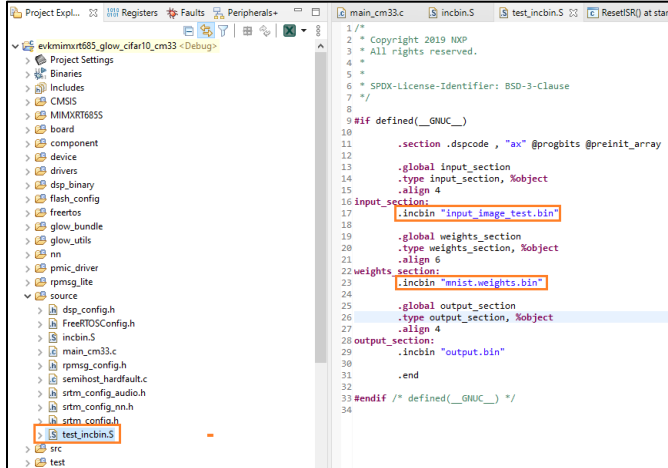 Project Expl...
Registers
Faults
Peripherals+
evkmimxrt685_glow_cifar10_cm33 <Debug>
Project Settings
Binaries
Includes
CMSIS
MIMXRT685S
board
component
device
drivers
dsp_binary
flash_config
freertos
glow_bundle
glow_utils
nn
pmic_driver
rpmsg_lite
source
dsp_config.h
FreeRTOSConfig.h
incbin.S
main_cm33.c
rpmsg_config.h
semihost_hardfault.c
srtm_config_audio.h
srtm_config_nn.h
srtm_config.h
test_incbin.S
src
test
main_cm33.c
incbin.S
test_incbin.S
ResetISR() at star
1 /*
2 * Copyright 2019 NXP
3 * All rights reserved.
4 *
5 *
6 * SPDX-License-Identifier: BSD-3-Clause
7 */
8
9 #if defined(__GNUC__)
10
11 .section .dspcode , "ax" @progbits @preinit_array
12
13 .global input_section
14 .type input_section, %object
15 .align 4
16 input_section:
17 .incbin "input_image_test.bin"
18
19 .global weights_section
20 .type weights_section, %object
21 .align 6
22 weights_section:
23 .incbin "mnist.weights.bin"
24
25 .global output_section
26 .type output_section, %object
27 .align 4
28 output_section:
29 .incbin "output.bin"
30
31 .end
32
33 #endif /* defined(__GNUC__) */
34